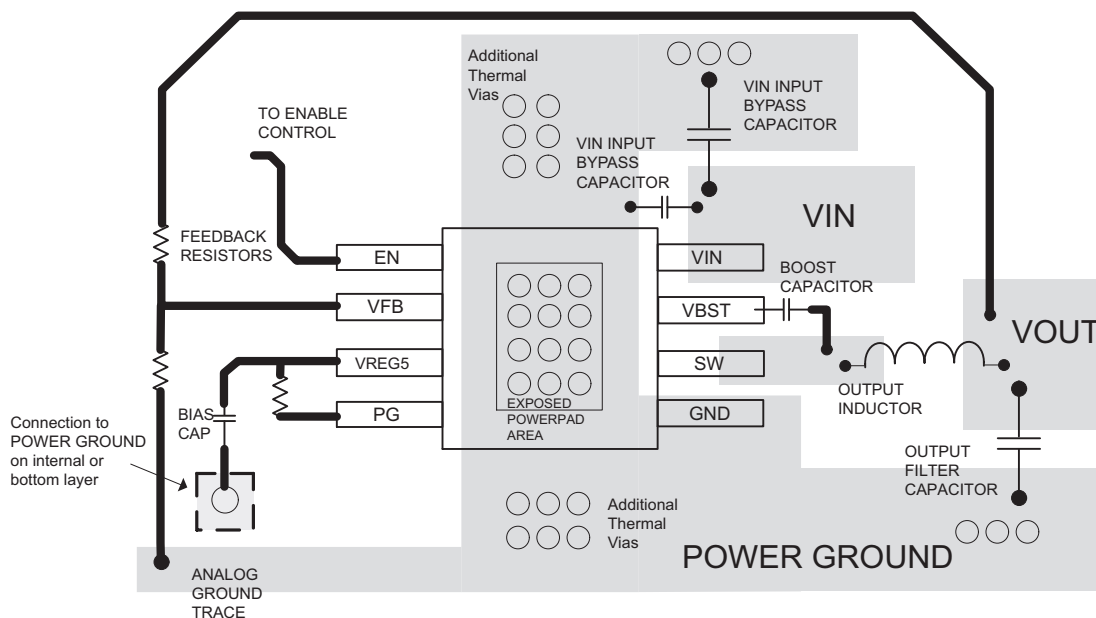 Additional
Thermal
Vias
VIN INPUT
BYPASS
CAPACITOR
TO ENABLE
CONTROL
VIN INPUT
BYPASS
CAPACITOR
VIN
FEEDBACK
RESISTORS
EN
VIN
BOOST
CAPACITOR
VFB
VBST
VOUT
VREG5
SW
OUTPUT
INDUCTOR
BIAS
CAP
PG
EXPOSED
POWERPAD
AREA
GND
Connection to
POWER GROUND
on internal or
bottom layer
OUTPUT
FILTER
CAPACITOR
Additional
Thermal
Vias
POWER GROUND
ANALOG
GROUND
TRACE